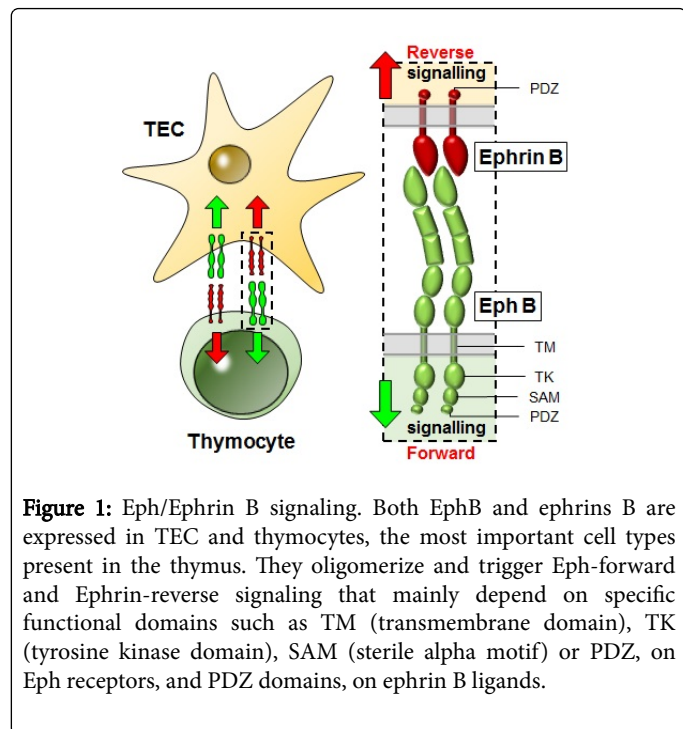 Reverse
signalling
PDZ
TEC
Ephrin B
Eph B
TM
TK
SAM
PDZ
signalling
Forward
Thymocyte
Figure 1: Eph/Ephrin B signaling. Both EphB and ephrins B are
expressed in TEC and thymocytes, the most important cell types
present in the thymus. They oligomerize and trigger Eph-forward
and Ephrin-reverse signaling that mainly depend on specific
functional domains such as TM (transmembrane domain), TK
(tyrosine kinase domain), SAM (sterile alpha motif) or PDZ, on
Eph receptors, and PDZ domains, on ephrin B ligands.